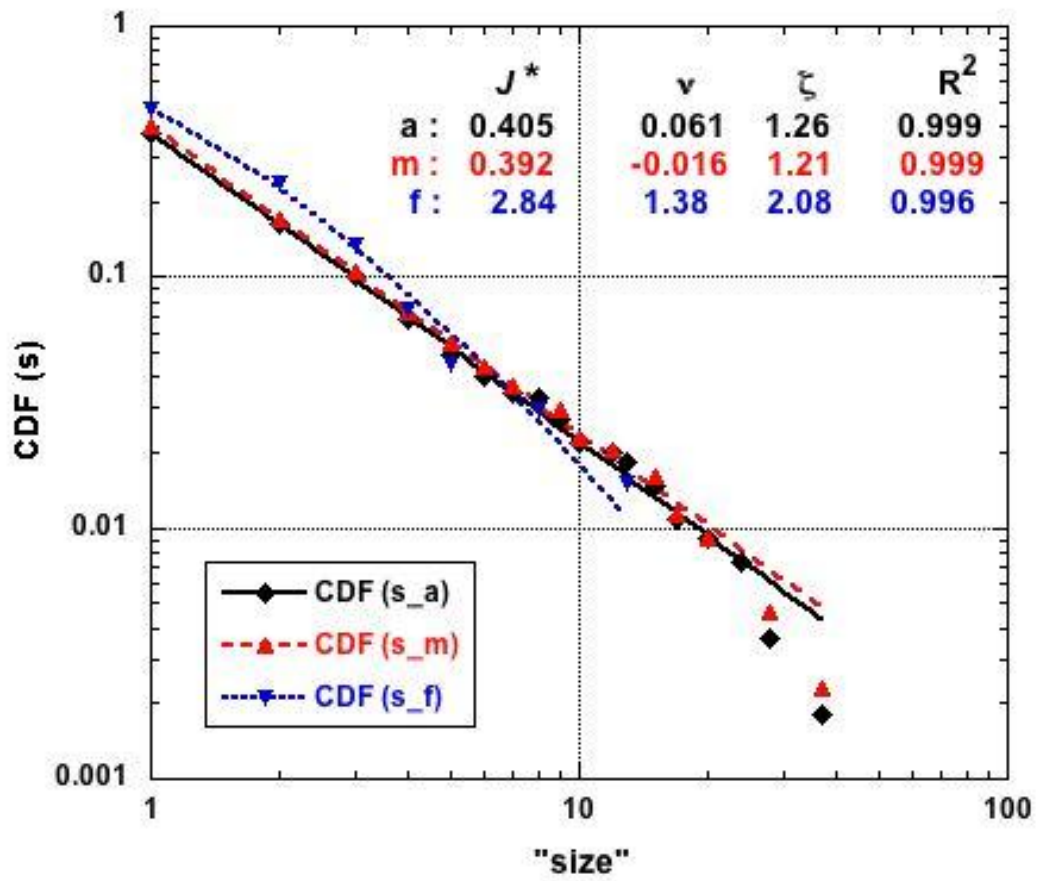 1
J* ν ζ R²
a : 0.405 0.061 1.26 0.999
m : 0.392 -0.016 1.21 0.999
f : 2.84 1.38 2.08 0.996
0.1
CDF (s)
0.01
CDF (s_a)
CDF (s_m)
CDF (s_f)
0.001
1 10 100
"size"